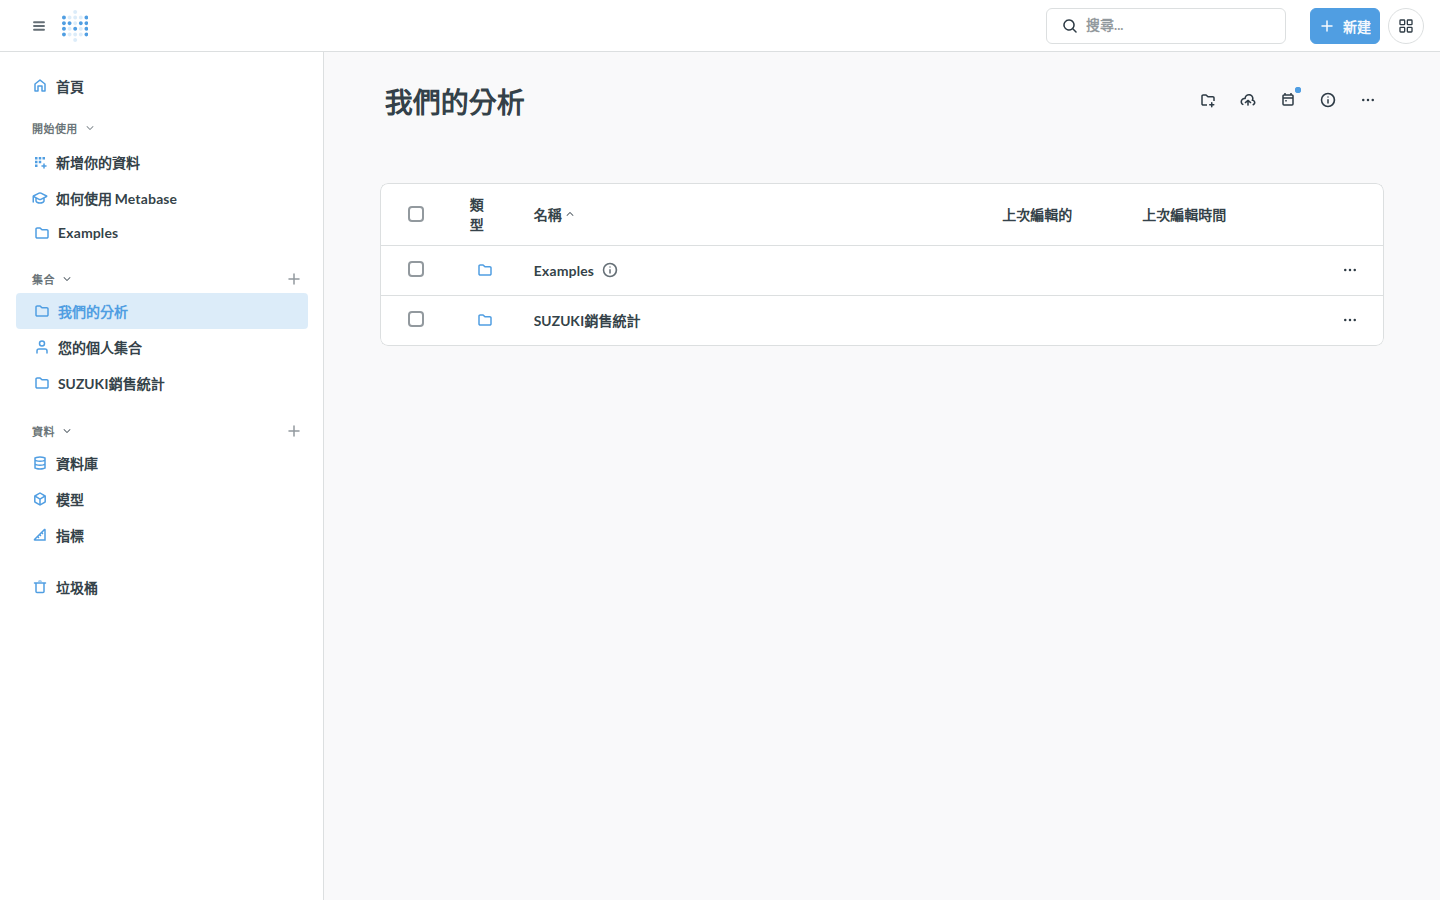 搜尋...
新建
首頁
開始使用
新增你的資料
如何使用 Metabase
Examples
集合
我們的分析
您的個人集合
SUZUKI銷售統計
資料
資料庫
模型
指標
垃圾桶
我們的分析
類型 名稱 上次編輯的 上次編輯時間
Examples
SUZUKI銷售統計